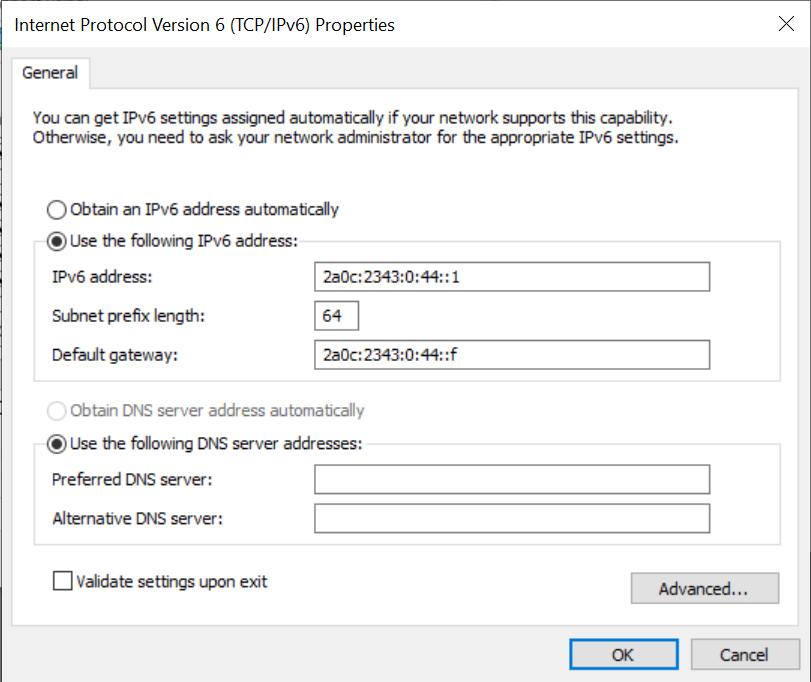 Internet Protocol Version 6 (TCP/IPv6) Properties
General
You can get IPv6 settings assigned automatically if your network supports this capability.
Otherwise, you need to ask your network administrator for the appropriate IPv6 settings.
Obtain an IPv6 address automatically
Use the following IPv6 address:
IPv6 address: 2a0c:2343:0:44::1
Subnet prefix length: 64
Default gateway: 2a0c:2343:0:44::f
Obtain DNS server address automatically
Use the following DNS server addresses:
Preferred DNS server:
Alternative DNS server:
Validate settings upon exit
Advanced...
OK Cancel